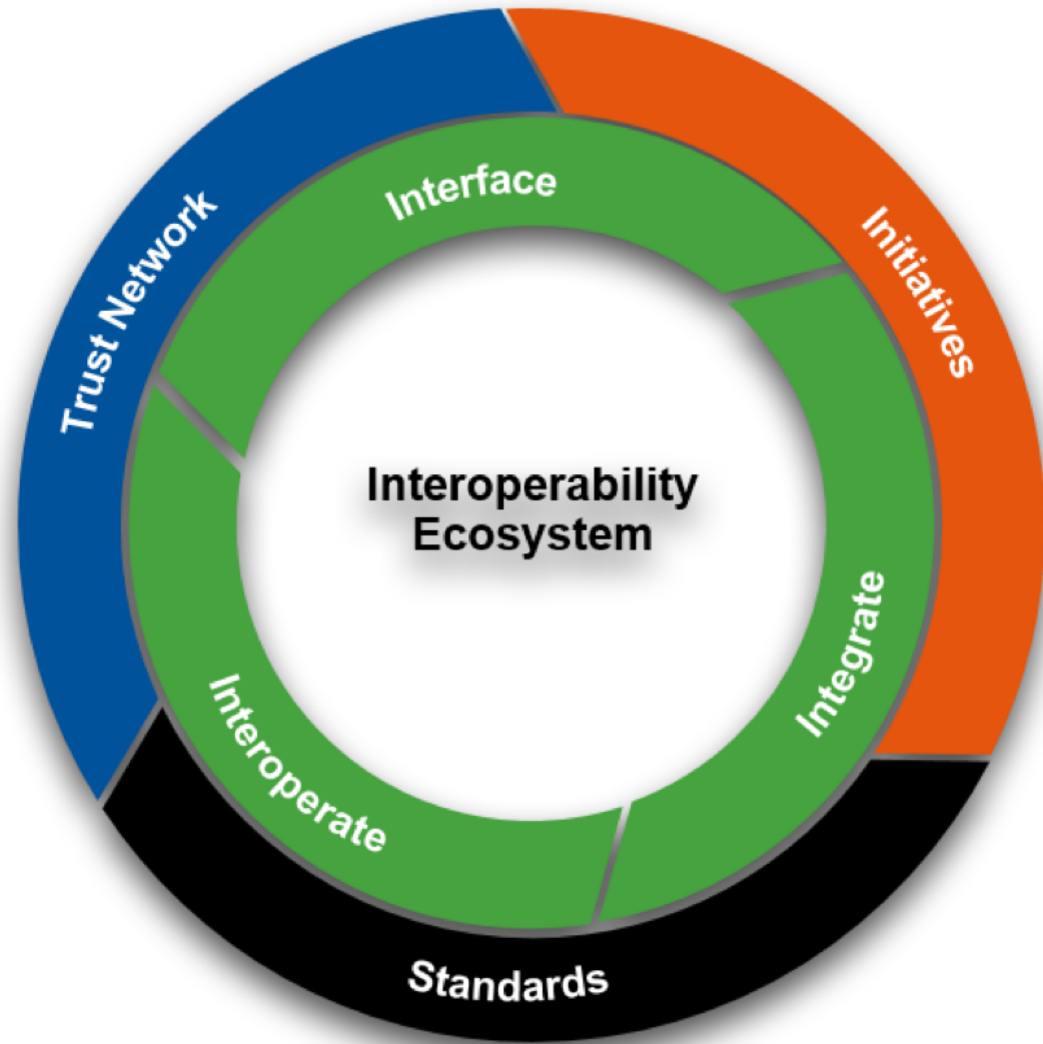 Interoperability
Ecosystem
Interface
Integrate
Interoperate
Trust Network
Initiatives
Standards